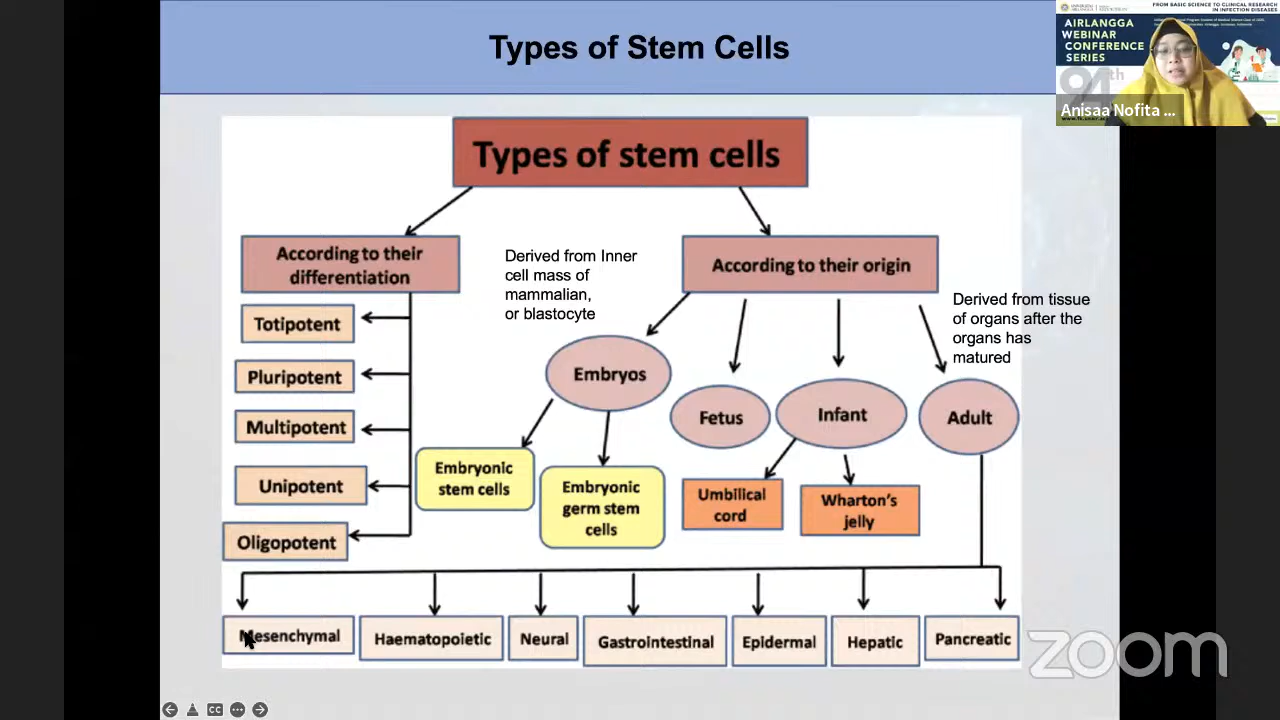 Types of Stem Cells
FROM BASIC SCIENCE TO CLINICAL RESEARCH
IN INFECTION DISEASES
AIRLANGGA
WEBINAR
CONFERENCE
SERIES
94th
Anisaa Nofita ...
Types of stem cells
According to their
differentiation
Totipotent
Pluripotent
Multipotent
Unipotent
Oligopotent
Derived from Inner
cell mass of
mammalian,
or blastocyte
According to their origin
Derived from tissue
of organs after the
organs has
matured
Embryos
Fetus
Infant
Adult
Embryonic
stem cells
Embryonic
germ stem
cells
Umbilical
cord
Wharton's
jelly
Mesenchymal
Haematopoietic
Neural
Gastrointestinal
Epidermal
Hepatic
Pancreatic
zoom
CC